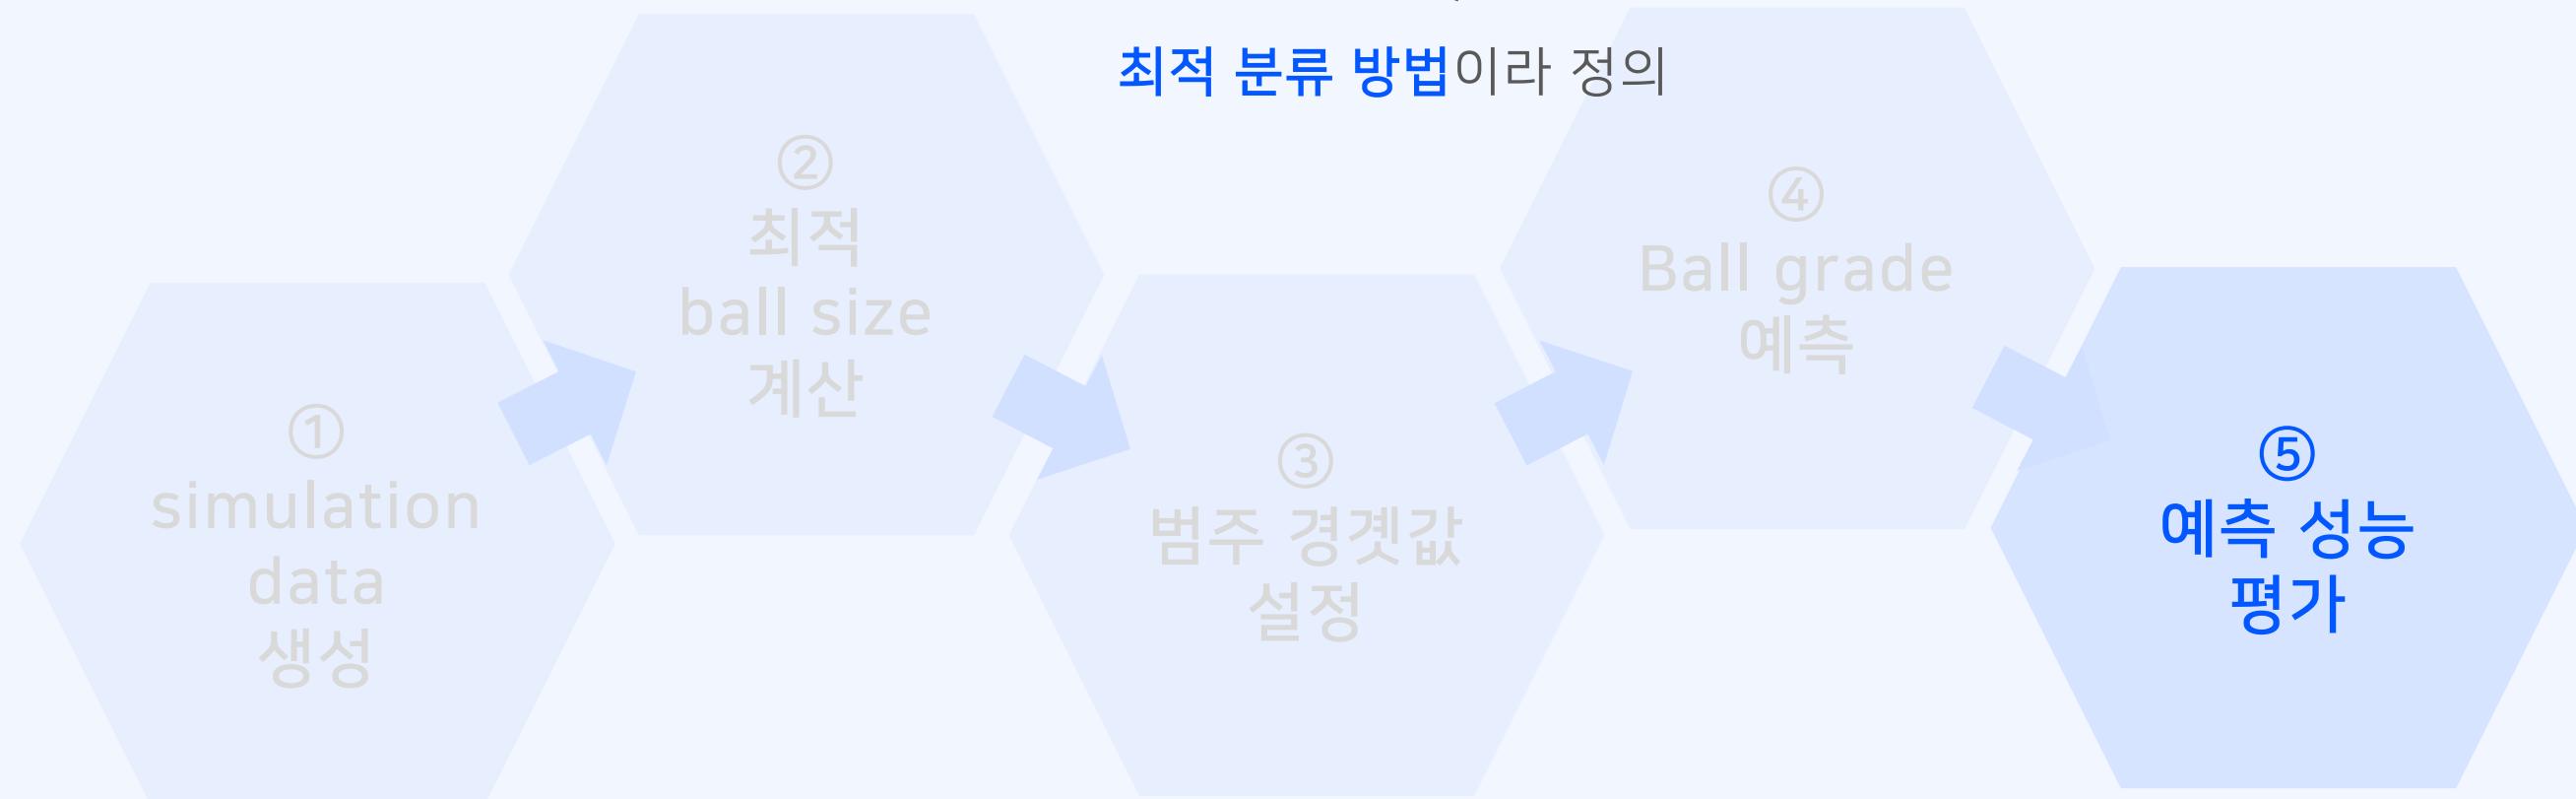 최적 분류 방법이라 정의
①
simulation
data
생성
②
최적
ball size
계산
③
범주 경곗값
설정
④
Ball grade
예측
⑤
예측 성능
평가